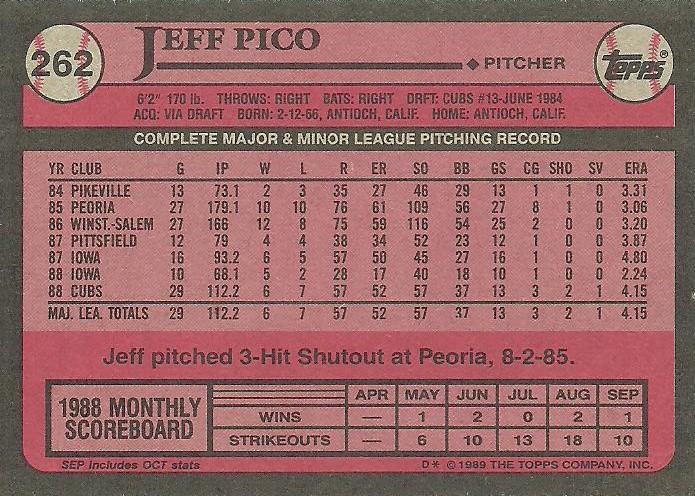 262
JEFF PICO
PITCHER
TOPPS®
6'2" 170 lb. THROWS: RIGHT BATS: RIGHT DRFT: CUBS #13-JUNE 1984
ACQ: VIA DRAFT BORN: 2-12-66, ANTIOCH, CALIF. HOME: ANTIOCH, CALIF.
COMPLETE MAJOR & MINOR LEAGUE PITCHING RECORD
YR CLUB G IP W L R ER SO BB GS CG SHO SV ERA
84 PIKEVILLE 13 73.1 2 3 35 27 46 29 13 1 1 0 3.31
85 PEORIA 27 179.1 10 10 76 61 109 56 27 8 1 0 3.06
86 WINST.-SALEM 27 166 12 8 75 59 116 54 25 2 0 0 3.20
87 PITTSFIELD 12 79 4 4 38 34 52 23 12 1 0 0 3.87
87 IOWA 16 93.2 6 5 57 50 45 27 16 1 0 0 4.80
88 IOWA 10 68.1 5 2 28 17 40 18 10 1 0 0 2.24
88 CUBS 29 112.2 6 7 57 52 57 37 13 3 2 1 4.15
MAJ. LEA. TOTALS 29 112.2 6 7 57 52 57 37 13 3 2 1 4.15
Jeff pitched 3-Hit Shutout at Peoria, 8-2-85.
1988 MONTHLY SCOREBOARD
APR MAY JUN JUL AUG SEP
WINS — 1 2 0 2 1
STRIKEOUTS — 6 10 13 18 10
SEP includes OCT stats
D* © 1989 THE TOPPS COMPANY, INC.